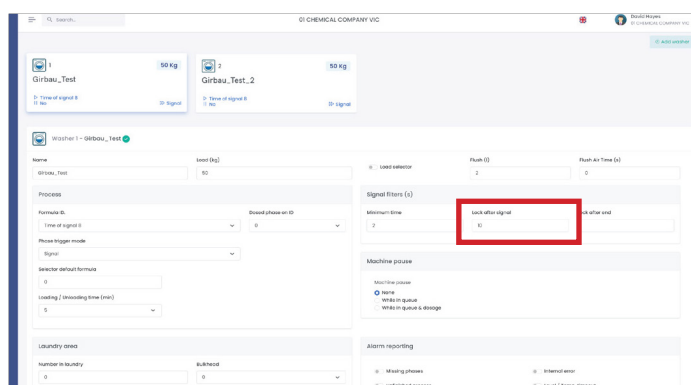 Search...
01 CHEMICAL COMPANY VIC
David Hayes
01 CHEMICAL COMPANY VIC
Add washer
1
50 Kg
Girbau_Test
Time of signal 8
No
Signal
2
50 Kg
Girbau_Test_2
Time of signal 8
No
Signal
Washer 1 - Girbau_Test
Name
Load (kg)
Load selector
Flush (l)
Flush Air Time (s)
Girbau_Test
50
2
0
Process
Signal filters (s)
Formula ID.
Dosed phase on ID
Minimum time
Lock after signal
ck after end
Time of signal 8
0
2
10
Phase trigger mode
Signal
Selector default formula
0
Loading / Unloading time (min)
5
Machine pause
Machine pause
None
While in queue
While in queue & dosage
Laundry area
Alarm reporting
Number in laundry
Bulkhead
0
0
Missing phases
Internal error